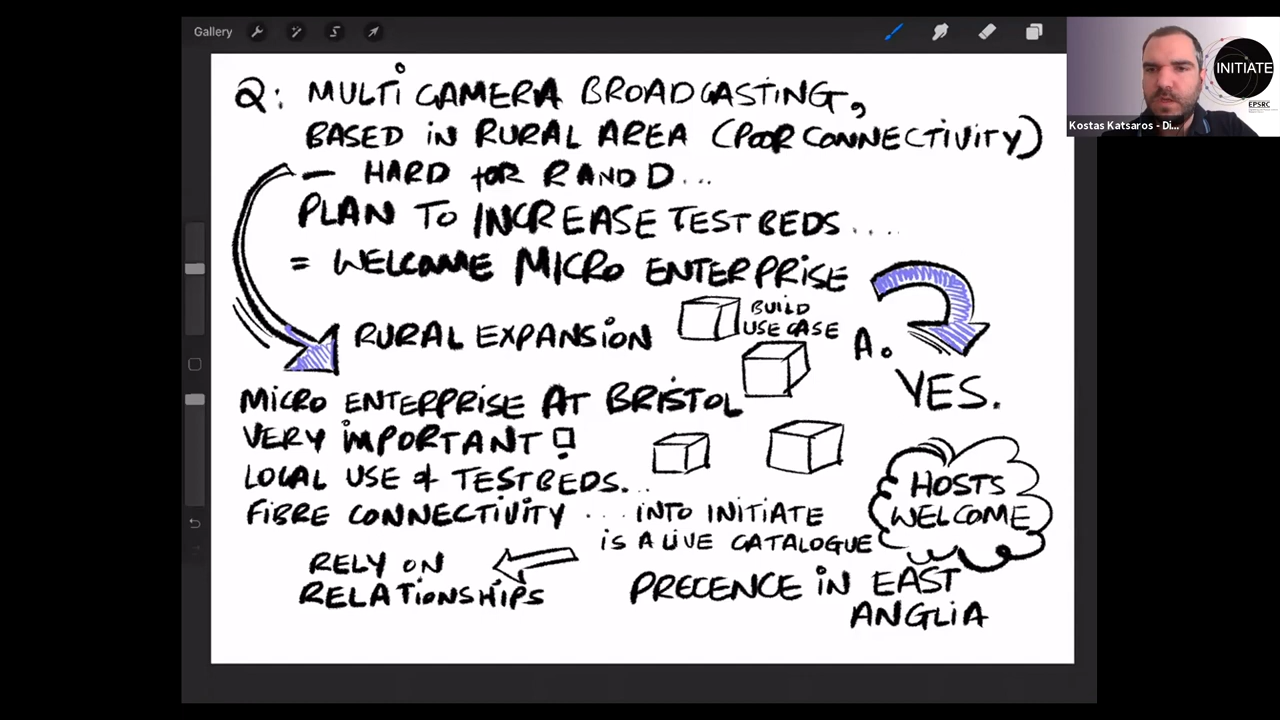 Gallery
Q: MULTI CAMERA BROADCASTING,
BASED IN RURAL AREA (POOR CONNECTIVITY)
— HARD FOR R AND D...
PLAN TO INCREASE TEST BEDS....
= WELCOME MICRO ENTERPRISE
RURAL EXPANSION
BUILD
USE CASE
A.
YES.
MICRO ENTERPRISE AT BRISTOL
VERY IMPORTANT!
LOCAL USE & TESTBEDS...
FIBRE CONNECTIVITY ... INTO INITIATE
IS A LIVE CATALOGUE
RELY ON
RELATIONSHIPS
HOSTS
WELCOME
PRECENCE IN EAST
ANGLIA
INITIATE
EPSRC
Kostas Katsaros - Di...